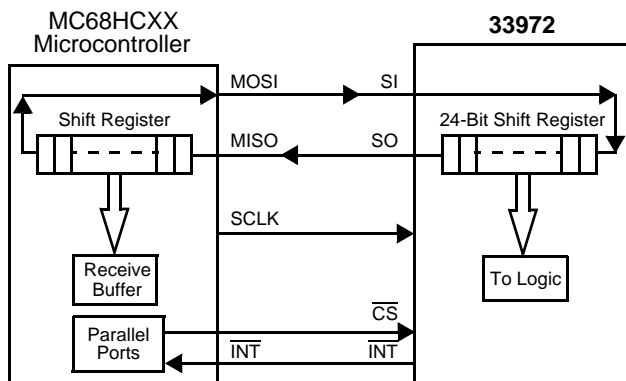 MC68HCXX
Microcontroller
33972
MOSI
SI
Shift Register
24-Bit Shift Register
MISO
SO
SCLK
Receive
Buffer
To Logic
CS
Parallel
Ports
INT
INT